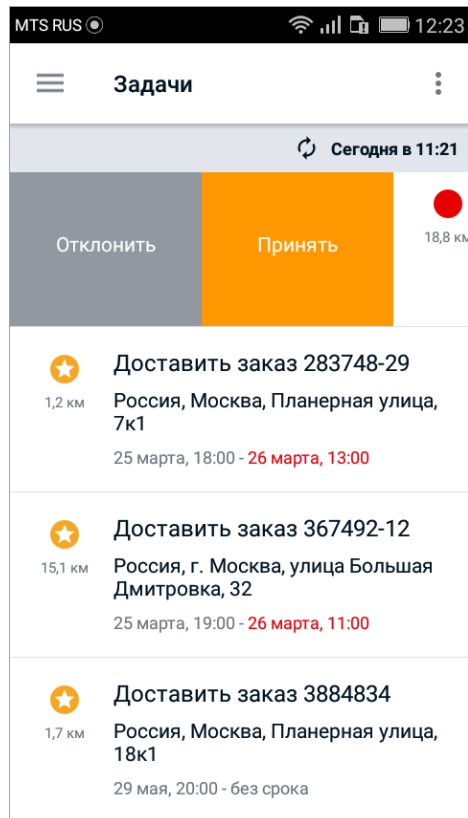 MTS RUS 12:23
Задачи
Сегодня в 11:21
Отклонить Принять 18,8 км
Доставить заказ 283748-29
1,2 км Россия, Москва, Планерная улица,
7к1
25 марта, 18:00 - 26 марта, 13:00
Доставить заказ 367492-12
15,1 км Россия, г. Москва, улица Большая
Дмитровка, 32
25 марта, 19:00 - 26 марта, 11:00
Доставить заказ 3884834
1,7 км Россия, Москва, Планерная улица,
18к1
29 мая, 20:00 - без срока